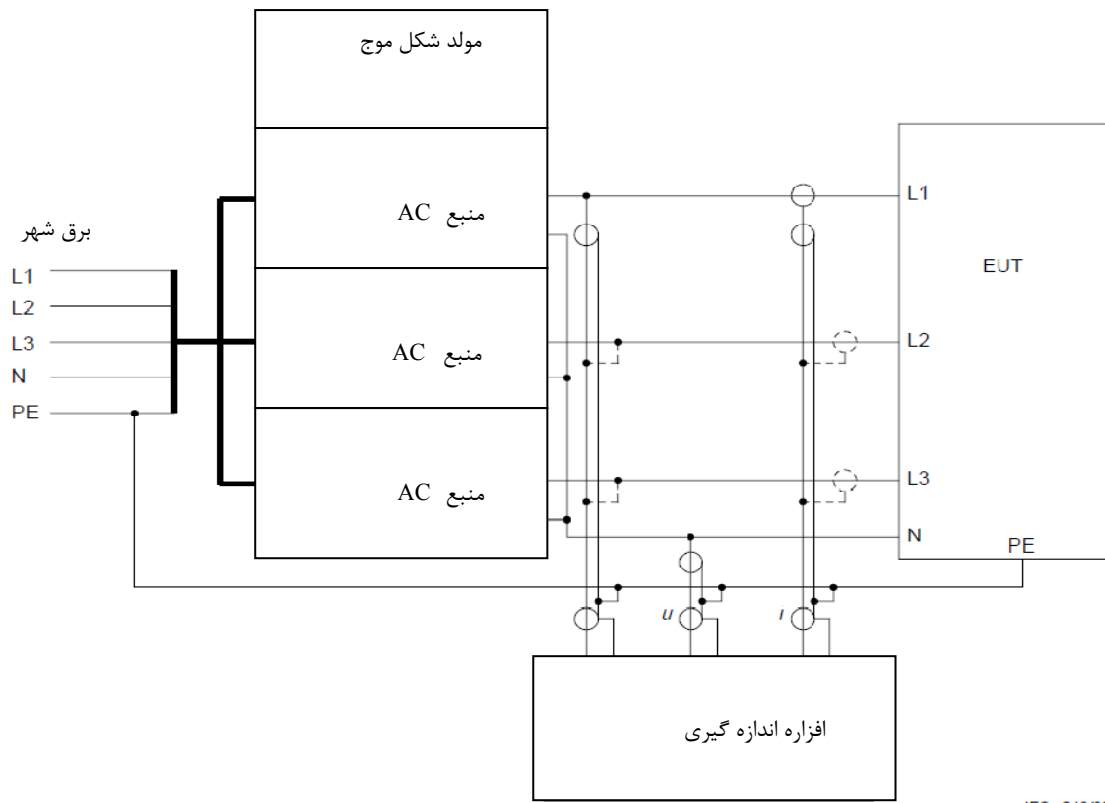 مولد شکل موج
منبع AC
منبع AC
منبع AC
برق شهر
L1
L2
L3
N
PE
L1
EUT
L2
L3
N
PE
u
i
افزاره اندازه گیری